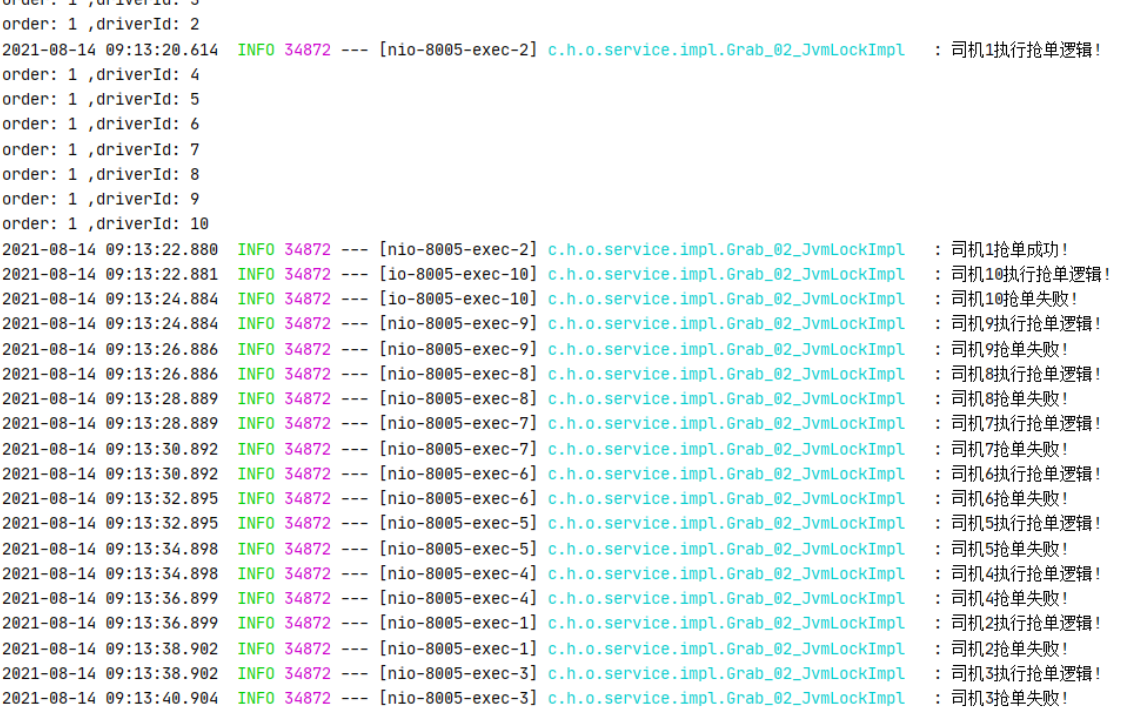 order: 1 ,driverId: 3
order: 1 ,driverId: 2
2021-08-14 09:13:20.614  INFO 34872 --- [nio-8005-exec-2] c.h.o.service.impl.Grab_02_JvmLockImpl   : 司机1执行抢单逻辑!
order: 1 ,driverId: 4
order: 1 ,driverId: 5
order: 1 ,driverId: 6
order: 1 ,driverId: 7
order: 1 ,driverId: 8
order: 1 ,driverId: 9
order: 1 ,driverId: 10
2021-08-14 09:13:22.880  INFO 34872 --- [nio-8005-exec-2] c.h.o.service.impl.Grab_02_JvmLockImpl   : 司机1抢单成功!
2021-08-14 09:13:22.881  INFO 34872 --- [io-8005-exec-10] c.h.o.service.impl.Grab_02_JvmLockImpl   : 司机10执行抢单逻辑!
2021-08-14 09:13:24.884  INFO 34872 --- [io-8005-exec-10] c.h.o.service.impl.Grab_02_JvmLockImpl   : 司机10抢单失败!
2021-08-14 09:13:24.884  INFO 34872 --- [nio-8005-exec-9] c.h.o.service.impl.Grab_02_JvmLockImpl   : 司机9执行抢单逻辑!
2021-08-14 09:13:26.886  INFO 34872 --- [nio-8005-exec-9] c.h.o.service.impl.Grab_02_JvmLockImpl   : 司机9抢单失败!
2021-08-14 09:13:26.886  INFO 34872 --- [nio-8005-exec-8] c.h.o.service.impl.Grab_02_JvmLockImpl   : 司机8执行抢单逻辑!
2021-08-14 09:13:28.889  INFO 34872 --- [nio-8005-exec-8] c.h.o.service.impl.Grab_02_JvmLockImpl   : 司机8抢单失败!
2021-08-14 09:13:28.889  INFO 34872 --- [nio-8005-exec-7] c.h.o.service.impl.Grab_02_JvmLockImpl   : 司机7执行抢单逻辑!
2021-08-14 09:13:30.892  INFO 34872 --- [nio-8005-exec-7] c.h.o.service.impl.Grab_02_JvmLockImpl   : 司机7抢单失败!
2021-08-14 09:13:30.892  INFO 34872 --- [nio-8005-exec-6] c.h.o.service.impl.Grab_02_JvmLockImpl   : 司机6执行抢单逻辑!
2021-08-14 09:13:32.895  INFO 34872 --- [nio-8005-exec-6] c.h.o.service.impl.Grab_02_JvmLockImpl   : 司机6抢单失败!
2021-08-14 09:13:32.895  INFO 34872 --- [nio-8005-exec-5] c.h.o.service.impl.Grab_02_JvmLockImpl   : 司机5执行抢单逻辑!
2021-08-14 09:13:34.898  INFO 34872 --- [nio-8005-exec-5] c.h.o.service.impl.Grab_02_JvmLockImpl   : 司机5抢单失败!
2021-08-14 09:13:34.898  INFO 34872 --- [nio-8005-exec-4] c.h.o.service.impl.Grab_02_JvmLockImpl   : 司机4执行抢单逻辑!
2021-08-14 09:13:36.899  INFO 34872 --- [nio-8005-exec-4] c.h.o.service.impl.Grab_02_JvmLockImpl   : 司机4抢单失败!
2021-08-14 09:13:36.899  INFO 34872 --- [nio-8005-exec-1] c.h.o.service.impl.Grab_02_JvmLockImpl   : 司机2执行抢单逻辑!
2021-08-14 09:13:38.902  INFO 34872 --- [nio-8005-exec-1] c.h.o.service.impl.Grab_02_JvmLockImpl   : 司机2抢单失败!
2021-08-14 09:13:38.902  INFO 34872 --- [nio-8005-exec-3] c.h.o.service.impl.Grab_02_JvmLockImpl   : 司机3执行抢单逻辑!
2021-08-14 09:13:40.904  INFO 34872 --- [nio-8005-exec-3] c.h.o.service.impl.Grab_02_JvmLockImpl   : 司机3抢单失败!